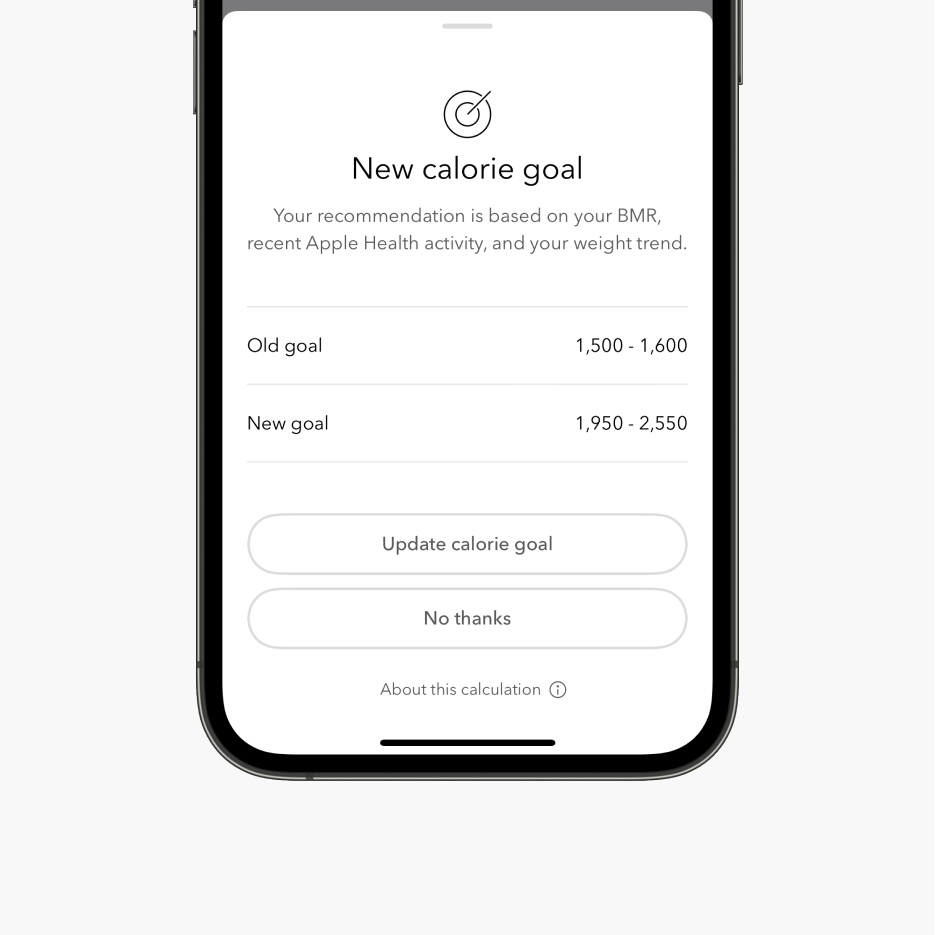 New calorie goal
Your recommendation is based on your BMR,
recent Apple Health activity, and your weight trend.
Old goal 1,500 - 1,600
New goal 1,950 - 2,550
Update calorie goal
No thanks
About this calculation